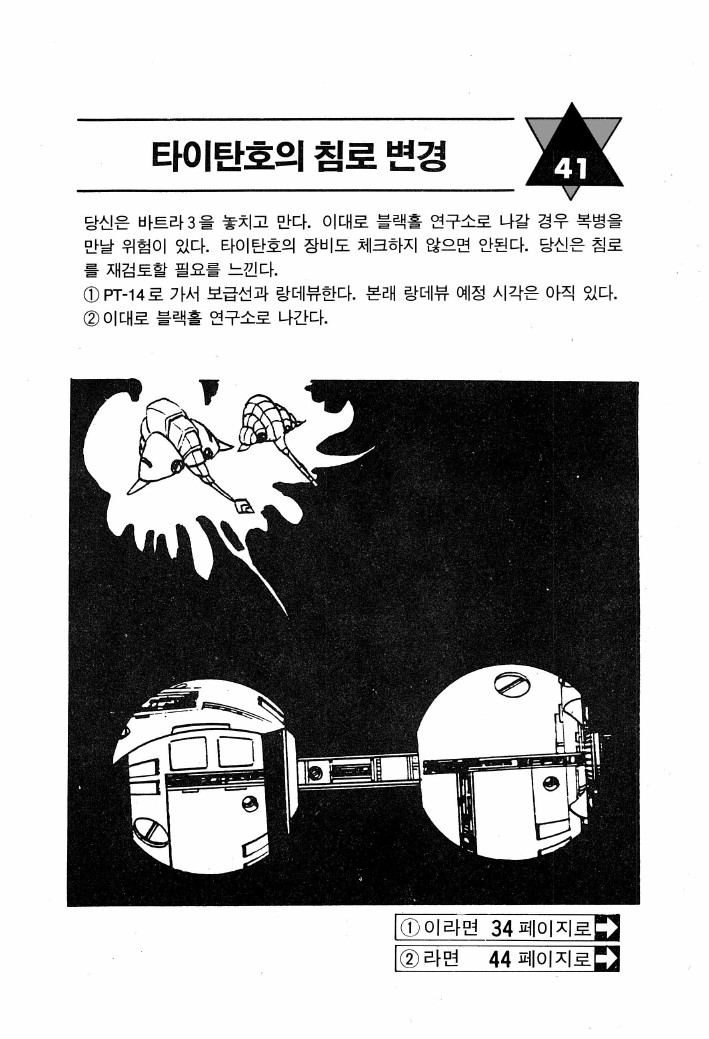 타이탄호의 침로 변경
41
당신은 바트라3을 놓치고 만다. 이대로 블랙홀 연구소로 나갈 경우 복병을
만날 위험이 있다. 타이탄호의 장비도 체크하지 않으면 안된다. 당신은 침로
를 재검토할 필요를 느낀다.
① PT-14로 가서 보급선과 랑데뷰한다. 본래 랑데뷰 예정 시각은 아직 있다.
② 이대로 블랙홀 연구소로 나간다.
① 이라면 34 페이지로
② 라면 44 페이지로